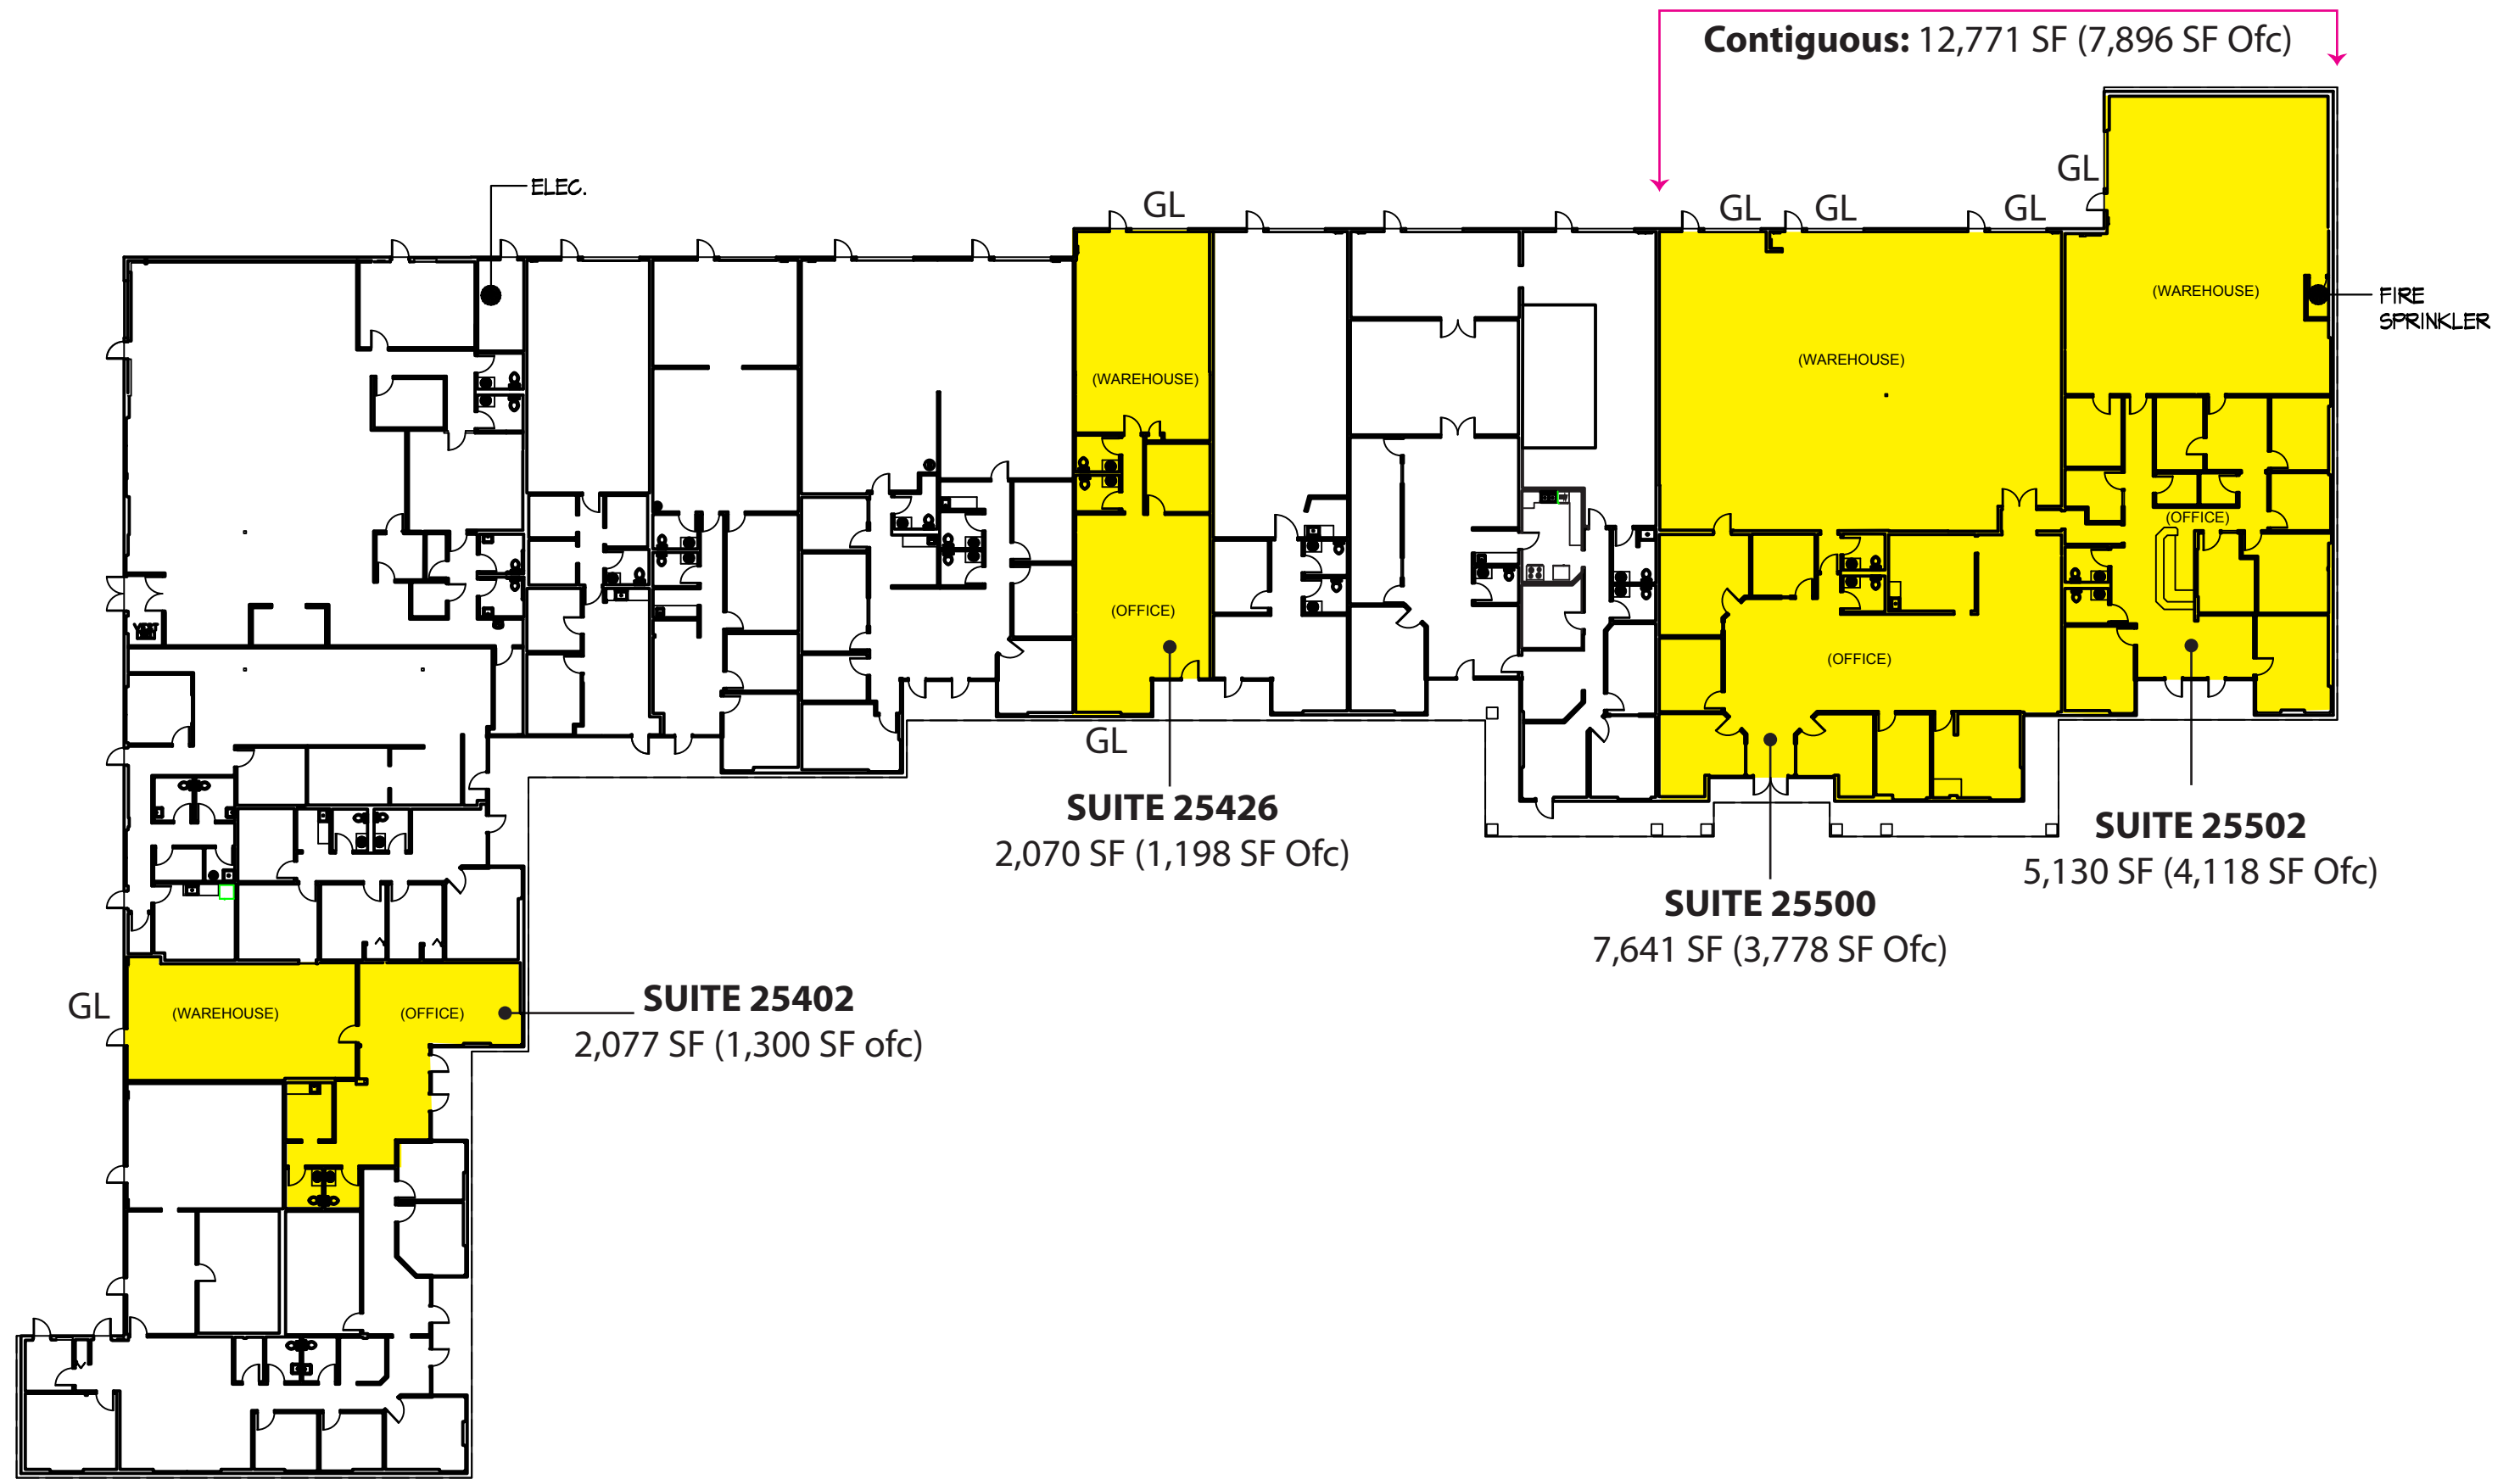 Contiguous: 12,771 SF (7,896 SF Ofc)
GL
GL
GL
GL
GL
ELEC.
(WAREHOUSE)
FIRE
SPRINKLER
(WAREHOUSE)
(WAREHOUSE)
(OFFICE)
(OFFICE)
(OFFICE)
GL
SUITE 25426
2,070 SF (1,198 SF Ofc)
SUITE 25502
5,130 SF (4,118 SF Ofc)
SUITE 25500
7,641 SF (3,778 SF Ofc)
GL
(WAREHOUSE)
(OFFICE)
SUITE 25402
2,077 SF (1,300 SF ofc)